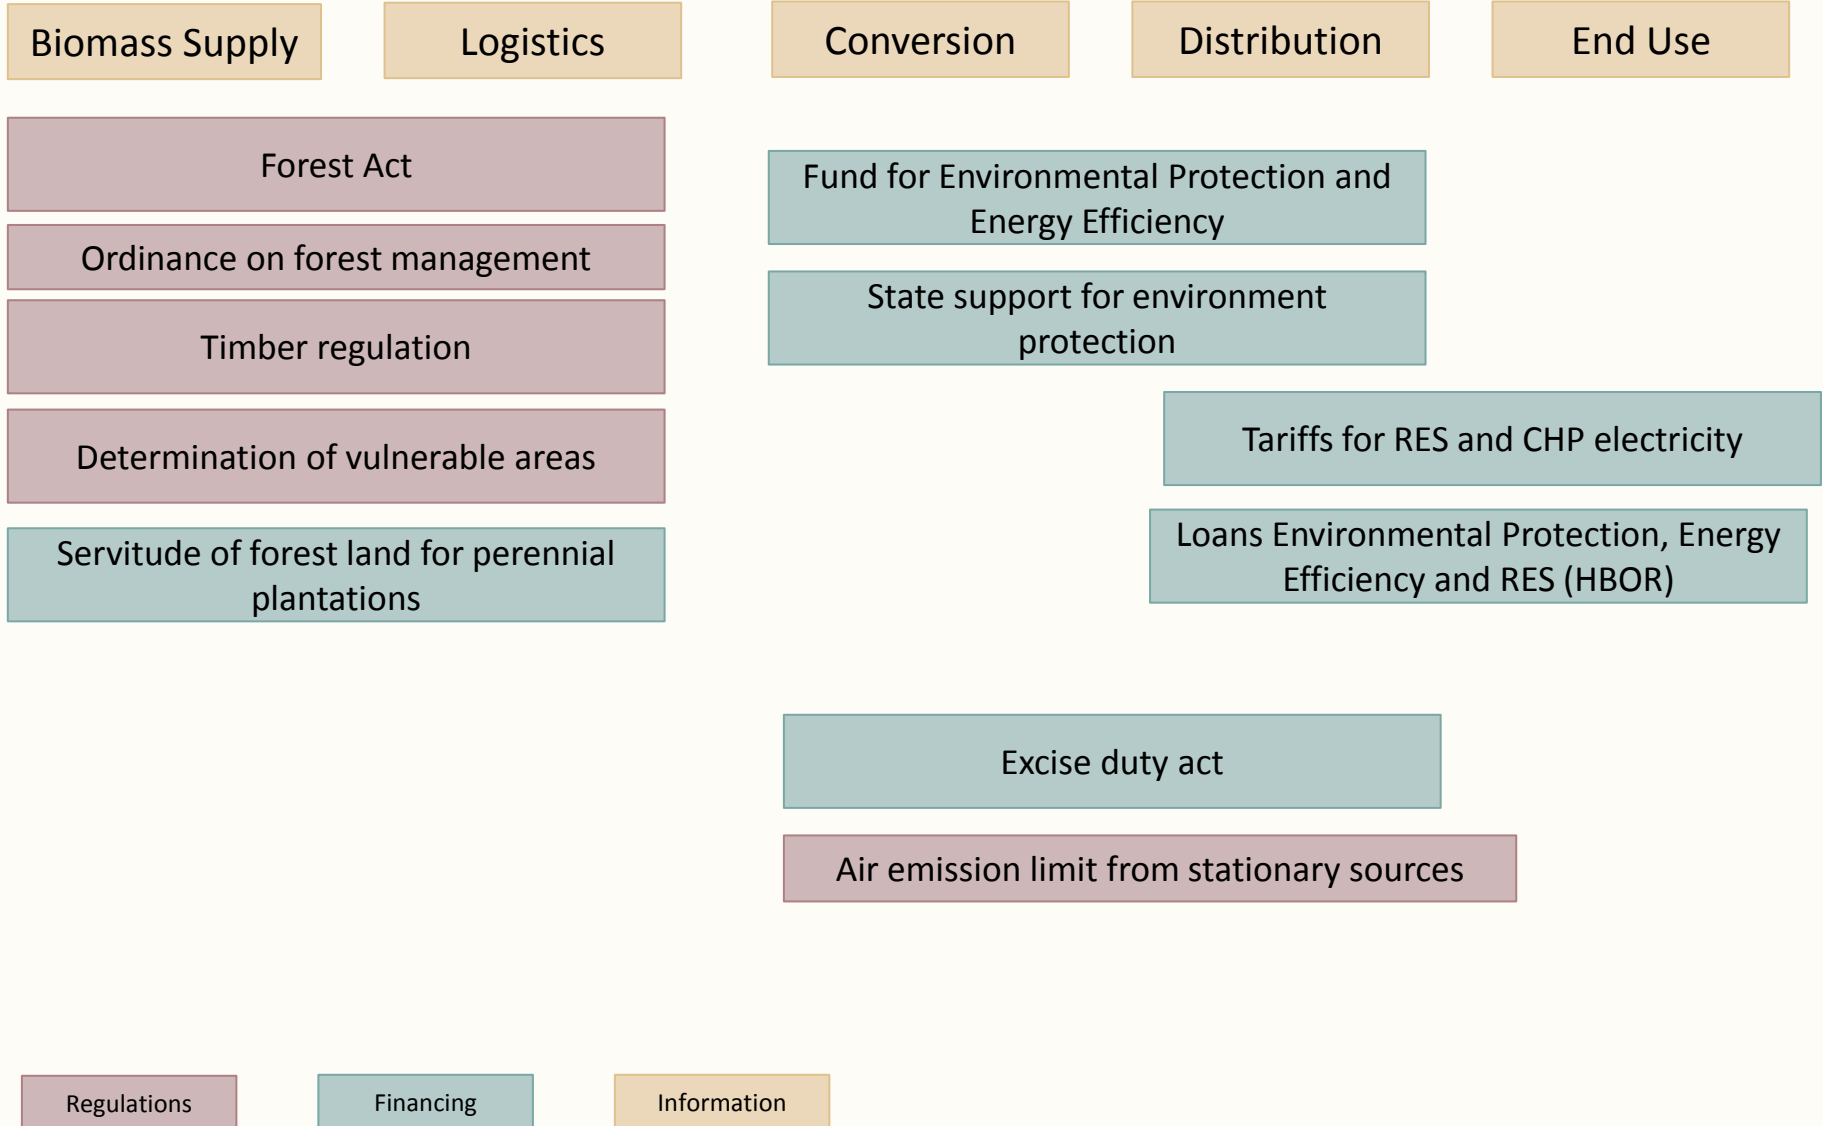 Biomass Supply
Logistics
Conversion
Distribution
End Use
Forest Act
Ordinance on forest management
Timber regulation
Determination of vulnerable areas
Servitude of forest land for perennial
plantations
Fund for Environmental Protection and
Energy Efficiency
State support for environment
protection
Tariffs for RES and CHP electricity
Loans Environmental Protection, Energy
Efficiency and RES (HBOR)
Excise duty act
Air emission limit from stationary sources
Regulations
Financing
Information